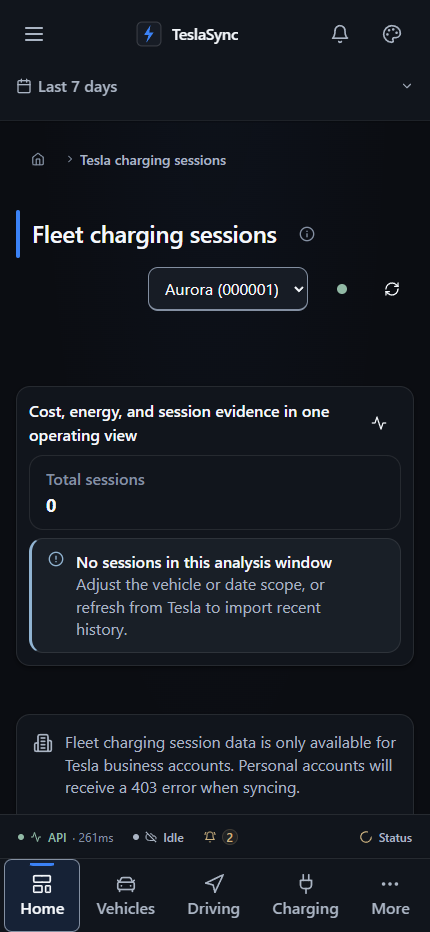 TeslaSync
Last 7 days
Tesla charging sessions
Fleet charging sessions
Aurora (000001)
Cost, energy, and session evidence in one
operating view
Total sessions
0
No sessions in this analysis window
Adjust the vehicle or date scope, or
refresh from Tesla to import recent
history.
Fleet charging session data is only available for
Tesla business accounts. Personal accounts will
receive a 403 error when syncing.
API · 261ms Idle 2 Status
Home Vehicles Driving Charging More